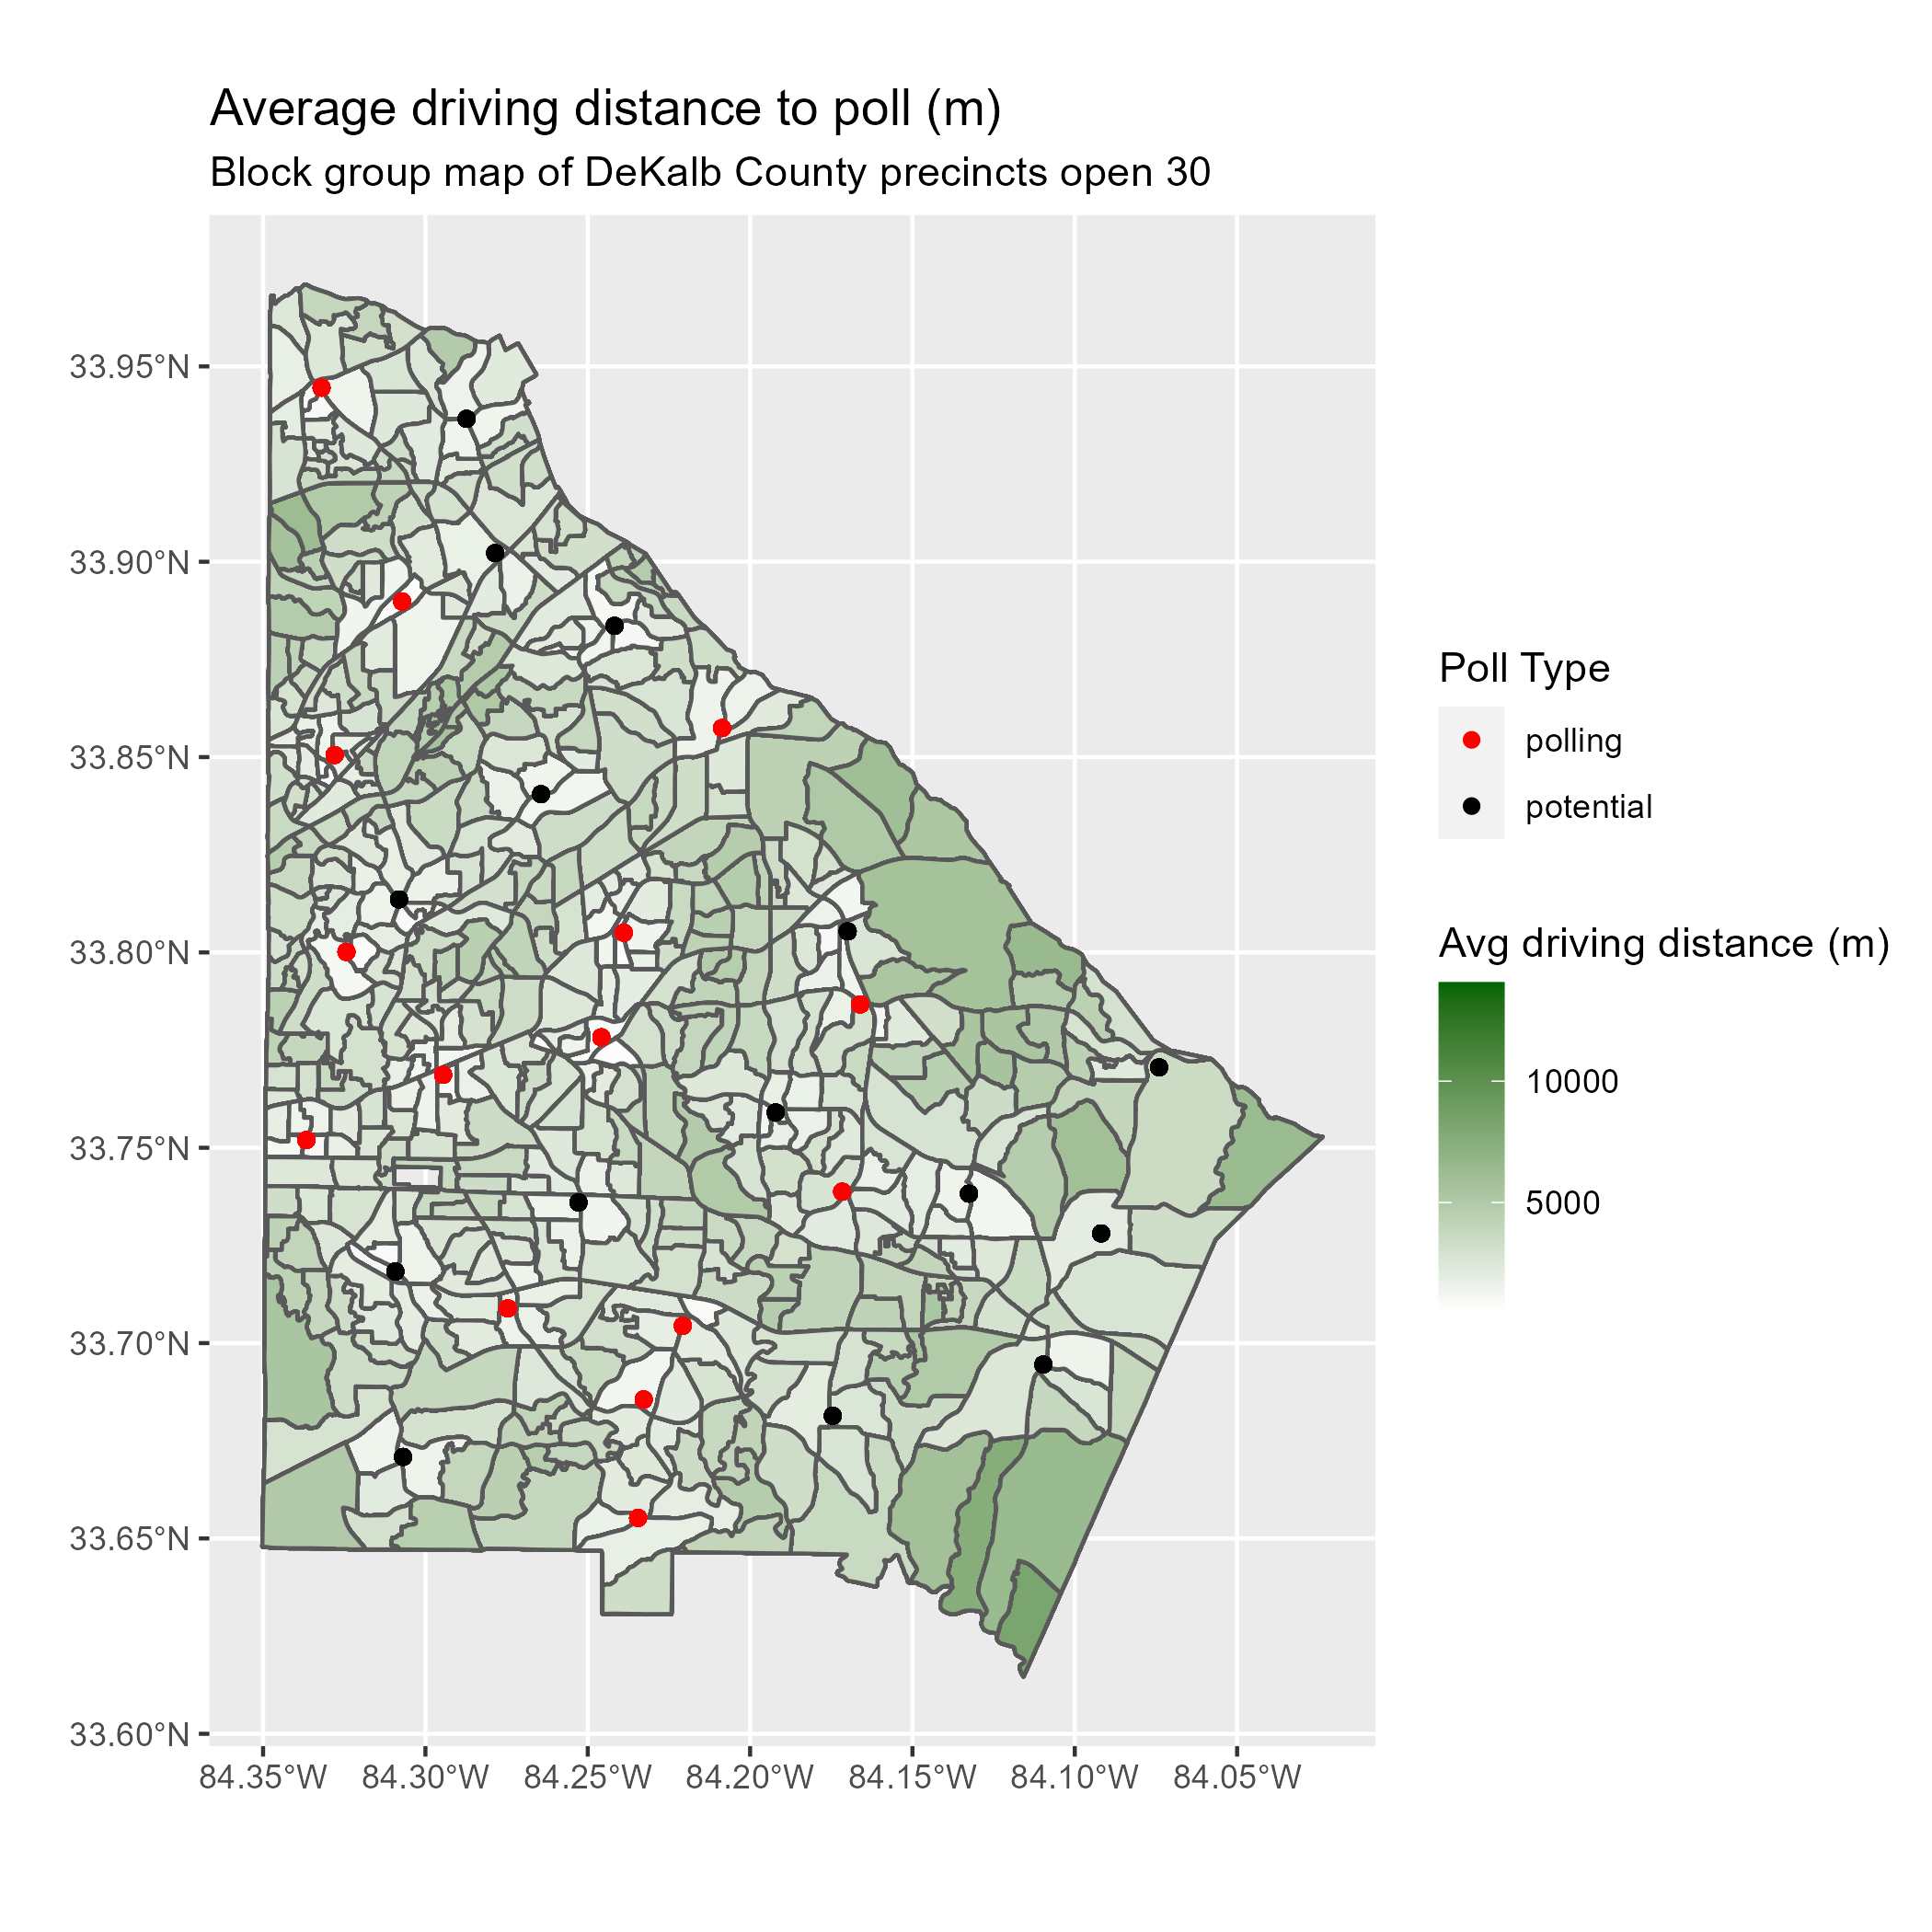 Average driving distance to poll (m)
Block group map of DeKalb County precincts open 30
33.95°N
33.90°N
33.85°N
33.80°N
33.75°N
33.70°N
33.65°N
33.60°N
84.35°W
84.30°W
84.25°W
84.20°W
84.15°W
84.10°W
84.05°W
Poll Type
polling
potential
Avg driving distance (m)
10000
5000